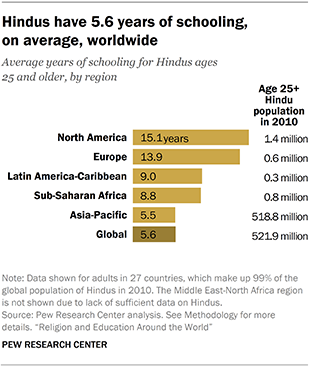 Hindus have 5.6 years of schooling,
on average, worldwide
Average years of schooling for Hindus ages
25 and older, by region
Age 25+
Hindu
population
in 2010
North America 15.1 years 1.4 million
Europe 13.9 0.6 million
Latin America-Caribbean 9.0 0.3 million
Sub-Saharan Africa 8.8 0.8 million
Asia-Pacific 5.5 518.8 million
Global 5.6 521.9 million
Note: Data shown for adults in 27 countries, which make up 99% of the
global population of Hindus in 2010. The Middle East-North Africa region
is not shown due to lack of sufficient data on Hindus.
Source: Pew Research Center analysis. See Methodology for more
details. “Religion and Education Around the World”
PEW RESEARCH CENTER